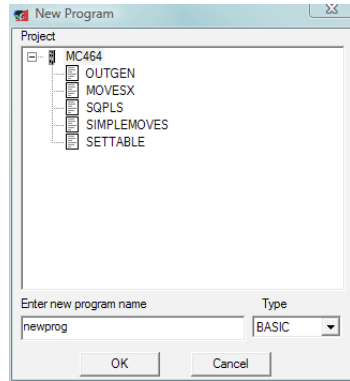 New Program
Project
MC464
OUTGEN
MOVESX
SQPLS
SIMPLEMOVES
SETTABLE
Enter new program name Type
newprog BASIC
OK Cancel